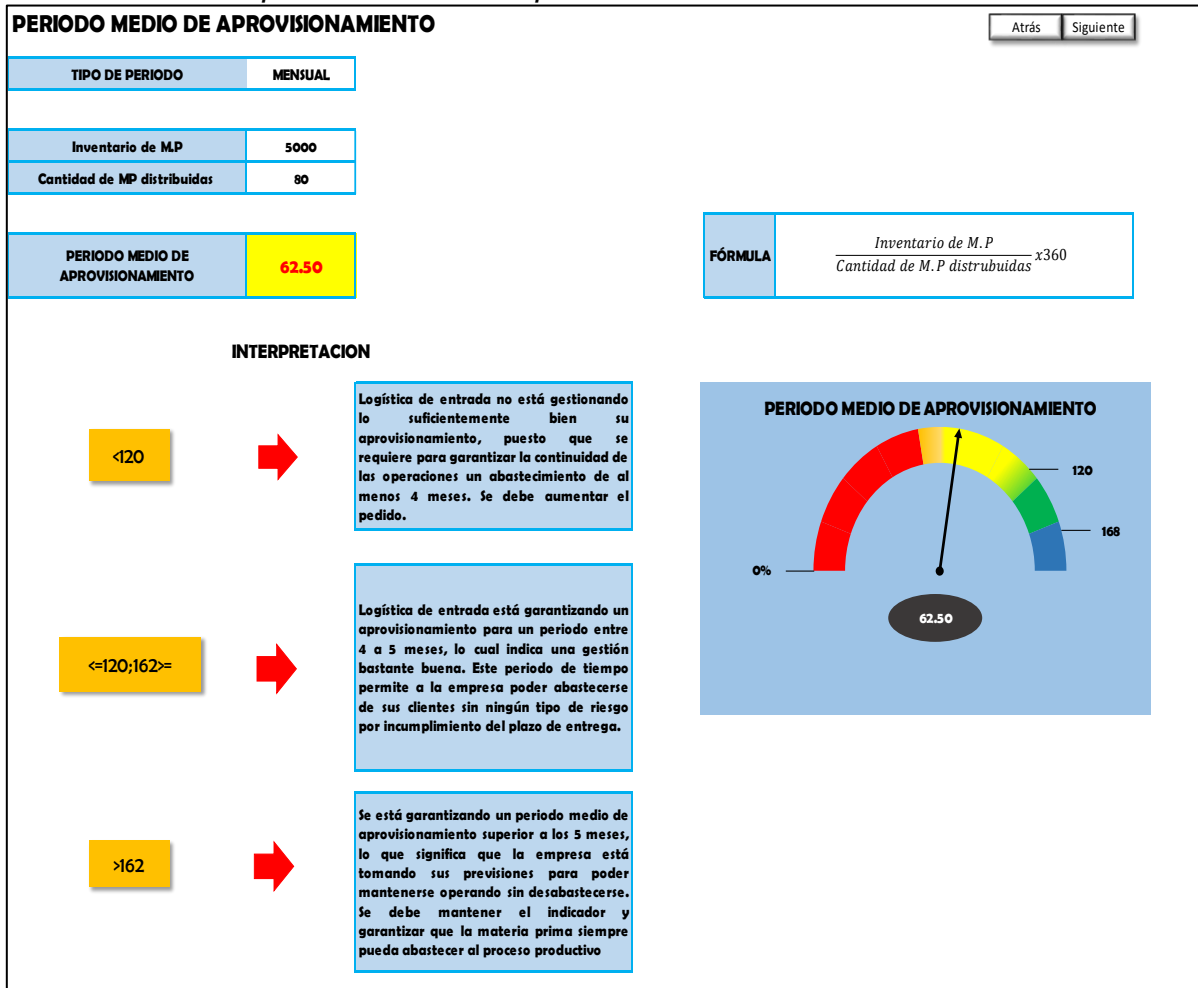 PERIODO MEDIO DE APROVISIONAMIENTO
Atrás
Siguiente
TIPO DE PERIODO
MENSUAL
Inventario de M.P
5000
Cantidad de MP distribuidas
80
PERIODO MEDIO DE
APROVISIONAMIENTO
62.50
FÓRMULA
Inventario de M.P
Cantidad de M.P distrubuidas
x360
INTERPRETACION
<120
Logística de entrada no está gestionando
lo suficientemente bien su
aprovisionamiento, puesto que se
requiere para garantizar la continuidad de
las operaciones un abastecimiento de al
menos 4 meses. Se debe aumentar el
pedido.
<=120;162>=
Logística de entrada está garantizando un
aprovisionamiento para un periodo entre
4 a 5 meses, lo cual indica una gestión
bastante buena. Este periodo de tiempo
permite a la empresa poder abastecerse
de sus clientes sin ningún tipo de riesgo
por incumplimiento del plazo de entrega.
>162
Se está garantizando un periodo medio de
aprovisionamiento superior a los 5 meses,
lo que significa que la empresa está
tomando sus previsiones para poder
mantenerse operando sin desabastecerse.
Se debe mantener el indicador y
garantizar que la materia prima siempre
pueda abastecer al proceso productivo
PERIODO MEDIO DE APROVISIONAMIENTO
120
168
0%
62.50